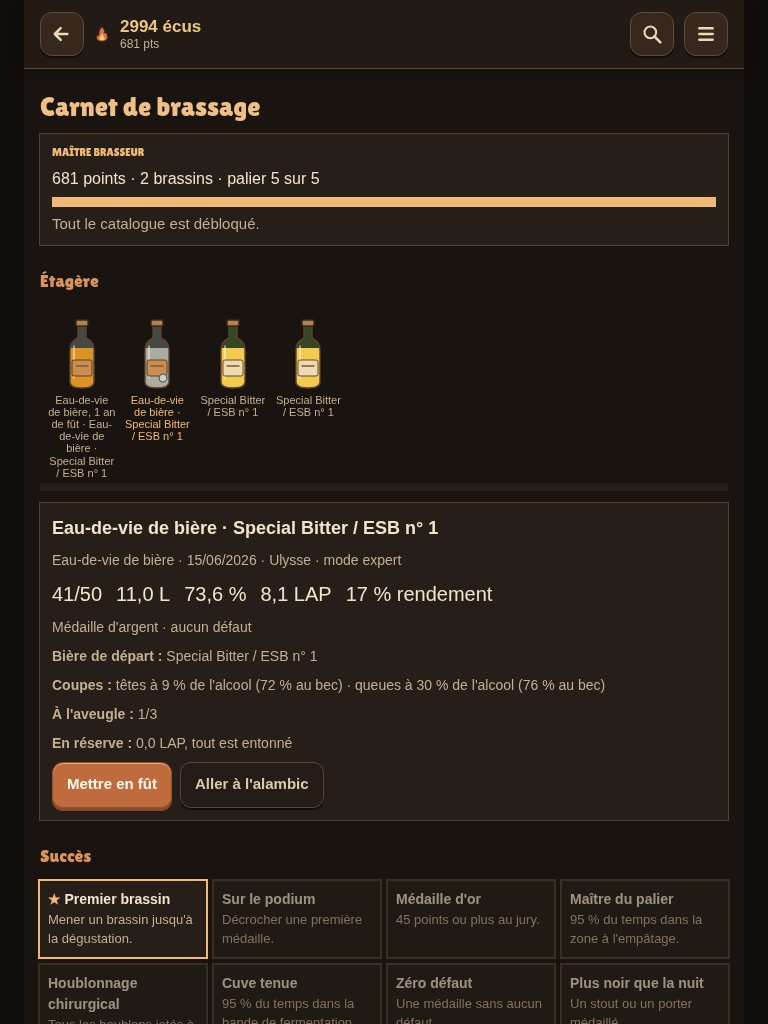 2994 écus
681 pts
Carnet de brassage
MAÎTRE BRASSEUR
681 points · 2 brassins · palier 5 sur 5
Tout le catalogue est débloqué.
Étagère
Eau-de-vie
de bière, 1 an
de fût · Eau-
de-vie de
bière ·
Special Bitter
/ ESB n° 1
Eau-de-vie
de bière ·
Special Bitter
/ ESB n° 1
Special Bitter
/ ESB n° 1
Special Bitter
/ ESB n° 1
Eau-de-vie de bière · Special Bitter / ESB n° 1
Eau-de-vie de bière · 15/06/2026 · Ulysse · mode expert
41/50 11,0 L 73,6 % 8,1 LAP 17 % rendement
Médaille d'argent · aucun défaut
Bière de départ : Special Bitter / ESB n° 1
Coupes : têtes à 9 % de l'alcool (72 % au bec) · queues à 30 % de l'alcool (76 % au bec)
À l'aveugle : 1/3
En réserve : 0,0 LAP, tout est entonné
Mettre en fût
Aller à l'alambic
Succès
★ Premier brassin
Mener un brassin jusqu'à
la dégustation.
Sur le podium
Décrocher une première
médaille.
Médaille d'or
45 points ou plus au jury.
Maître du palier
95 % du temps dans la
zone à l'empâtage.
Houblonnage
chirurgical
Tous les houblons jetés à
Cuve tenue
95 % du temps dans la
bande de fermentation.
Zéro défaut
Une médaille sans aucun
défaut.
Plus noir que la nuit
Un stout ou un porter
médaillé.